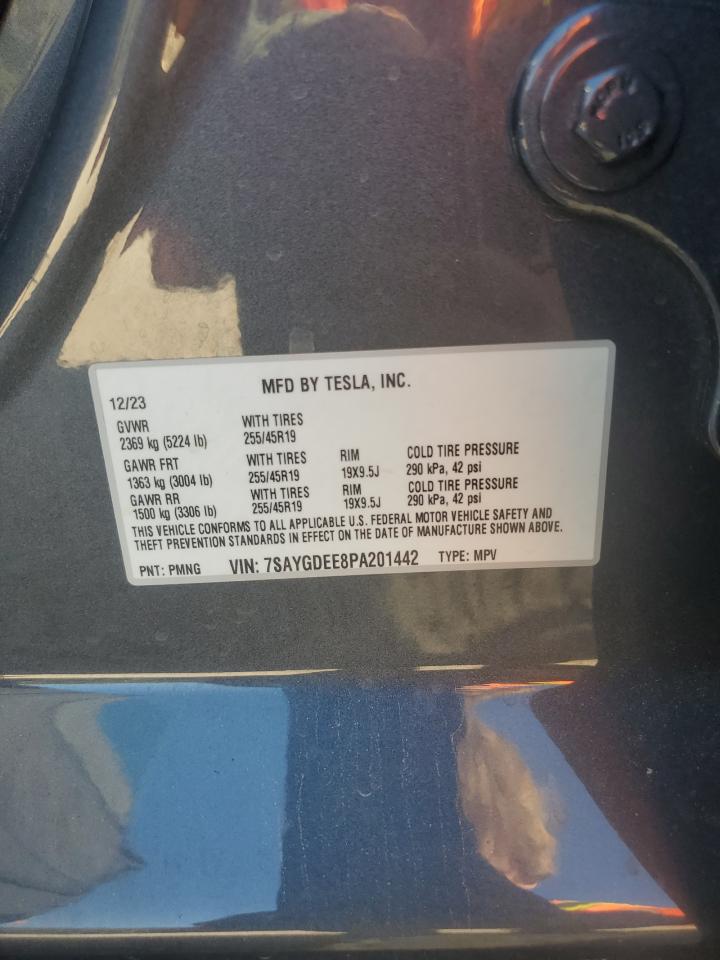 MFD BY TESLA, INC.
12/23
GVWR WITH TIRES
2369 kg (5224 lb) 255/45R19
GAWR FRT WITH TIRES RIM COLD TIRE PRESSURE
1363 kg (3004 lb) 255/45R19 19X9.5J 290 kPa, 42 psi
GAWR RR WITH TIRES RIM COLD TIRE PRESSURE
1500 kg (3306 lb) 255/45R19 19X9.5J 290 kPa, 42 psi
THIS VEHICLE CONFORMS TO ALL APPLICABLE U.S. FEDERAL MOTOR VEHICLE SAFETY AND
THEFT PREVENTION STANDARDS IN EFFECT ON THE DATE OF MANUFACTURE SHOWN ABOVE.
PNT: PMNG VIN: 7SAYGDEE8PA201442 TYPE: MPV